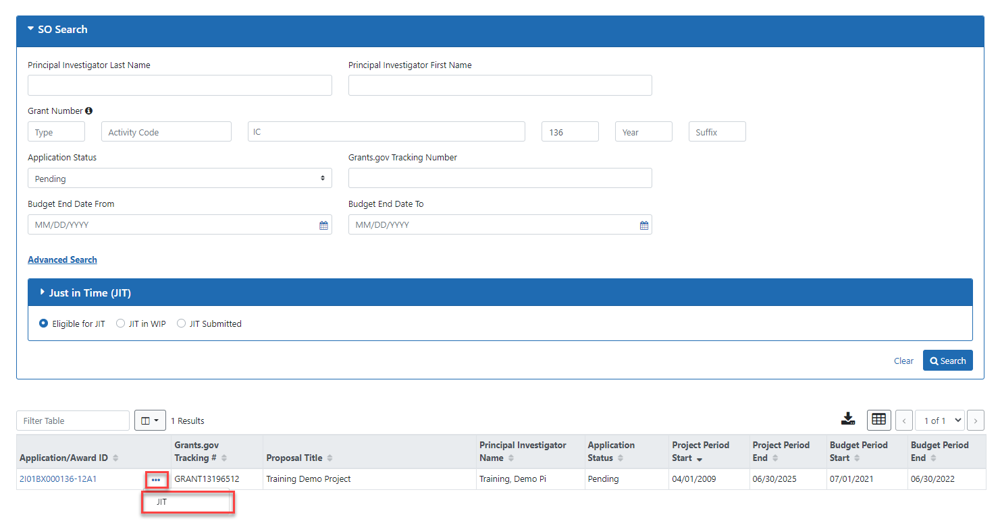 SO Search
Principal Investigator Last Name
Principal Investigator First Name
Grant Number
Type
Activity Code
IC
136
Year
Suffix
Application Status
Grants.gov Tracking Number
Pending
Budget End Date From
Budget End Date To
MM/DD/YYYY
MM/DD/YYYY
Advanced Search
Just in Time (JIT)
Eligible for JIT
JIT in WIP
JIT Submitted
Clear
Search
Filter Table
1 Results
1 of 1
Application/Award ID
Grants.gov
Tracking #
Proposal Title
Principal Investigator
Name
Application
Status
Project Period
Start
Project Period
End
Budget Period
Start
Budget Period
End
2I01BX000136-12A1
GRANT13196512
Training Demo Project
Training, Demo Pi
Pending
04/01/2009
06/30/2025
07/01/2021
06/30/2022
JIT